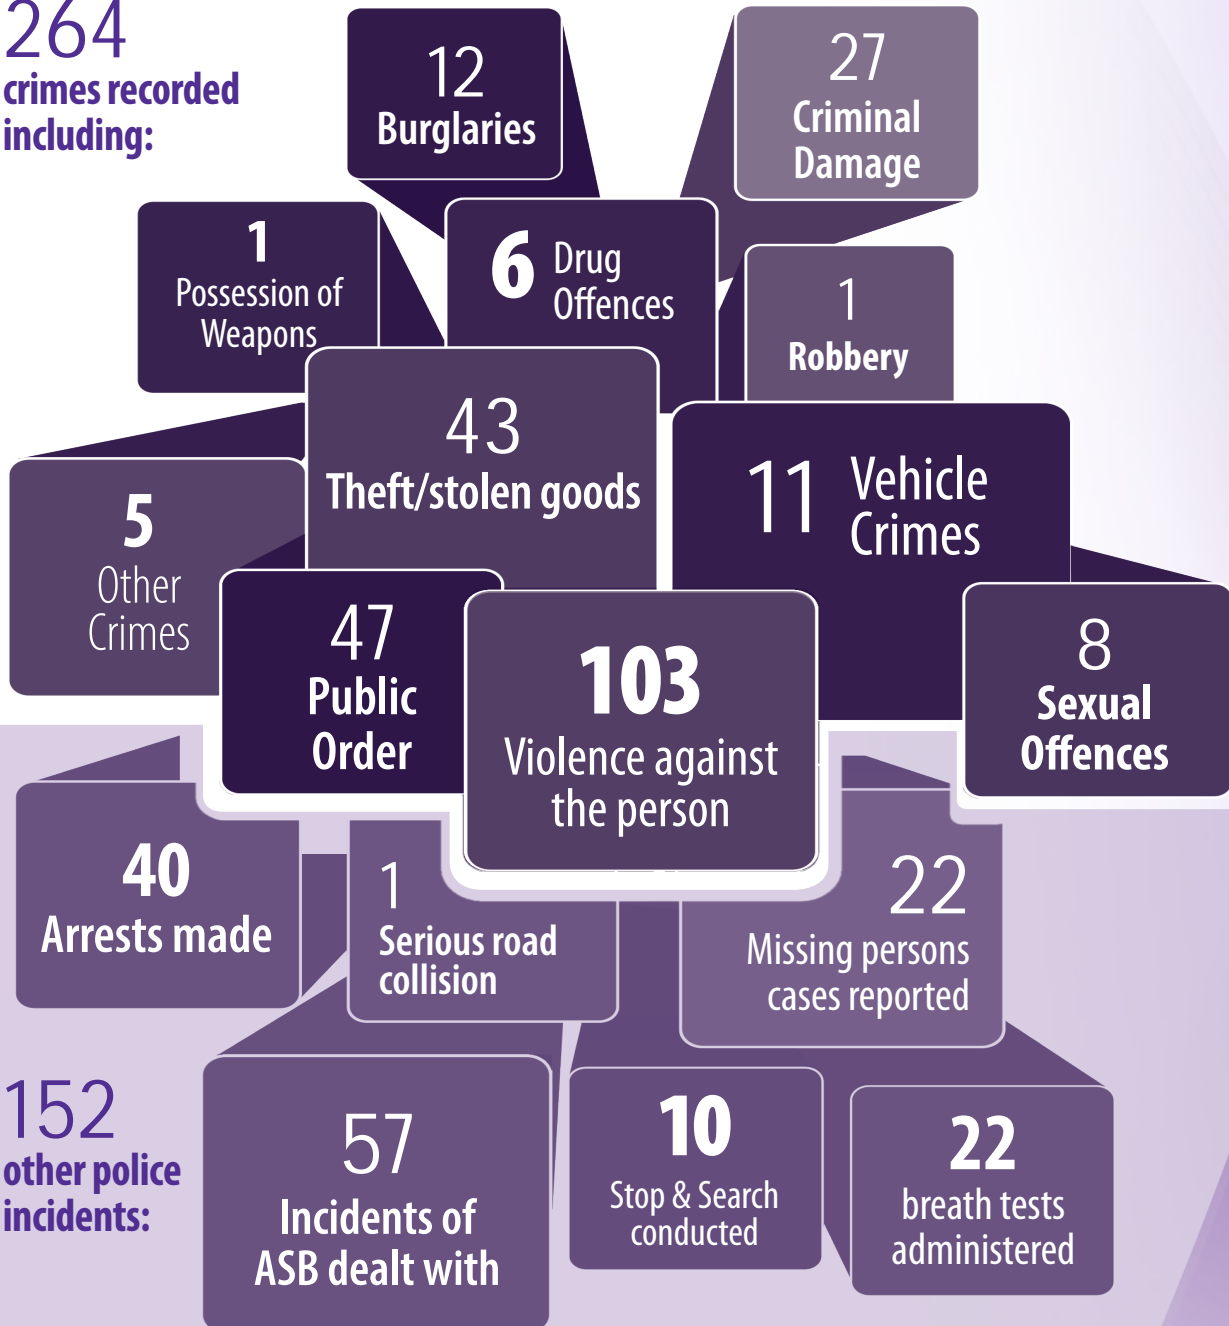 264
crimes recorded
including:
12
Burglaries
27
Criminal
Damage
1
Possession of
Weapons
6 Drug
Offences
1
Robbery
43
Theft/stolen goods
11 Vehicle
Crimes
5
Other
Crimes
47
Public
Order
103
Violence against
the person
8
Sexual
Offences
40
Arrests made
1
Serious road
collision
22
Missing persons
cases reported
152
other police
incidents:
57
Incidents of
ASB dealt with
10
Stop & Search
conducted
22
breath tests
administered